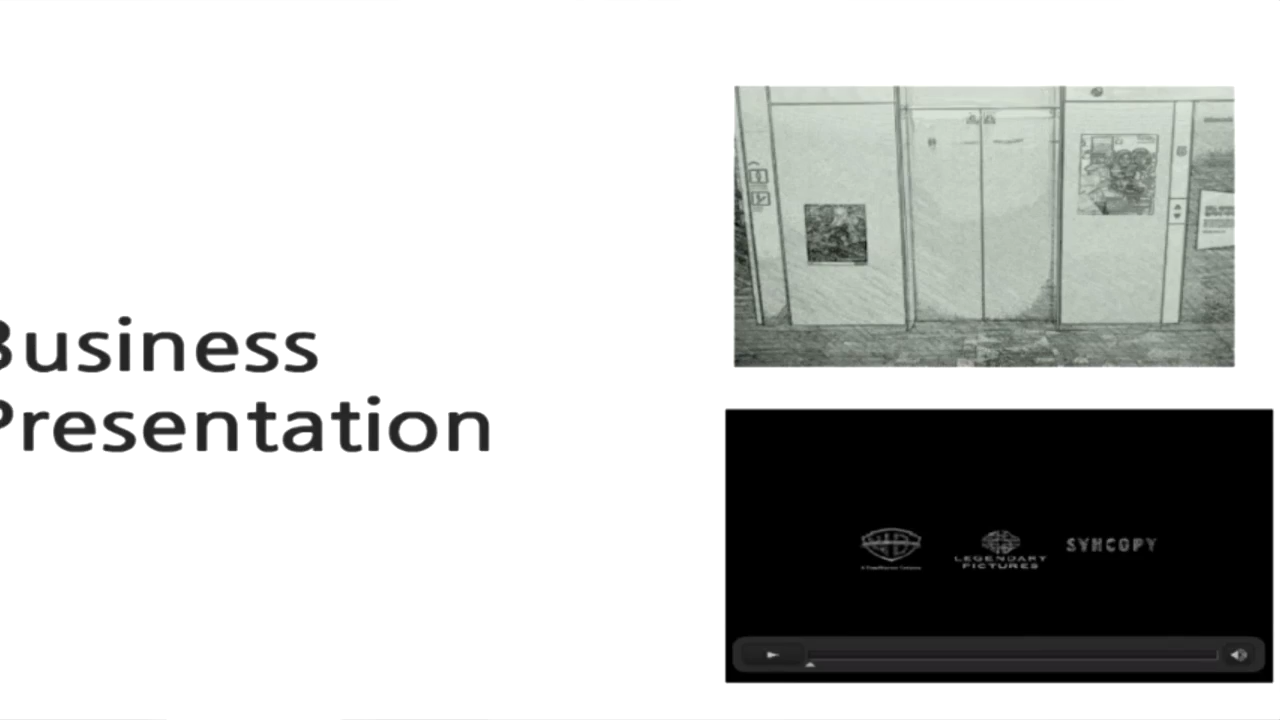 Business
Presentation
LEGENDARY
PICTURES
SYNCOPY